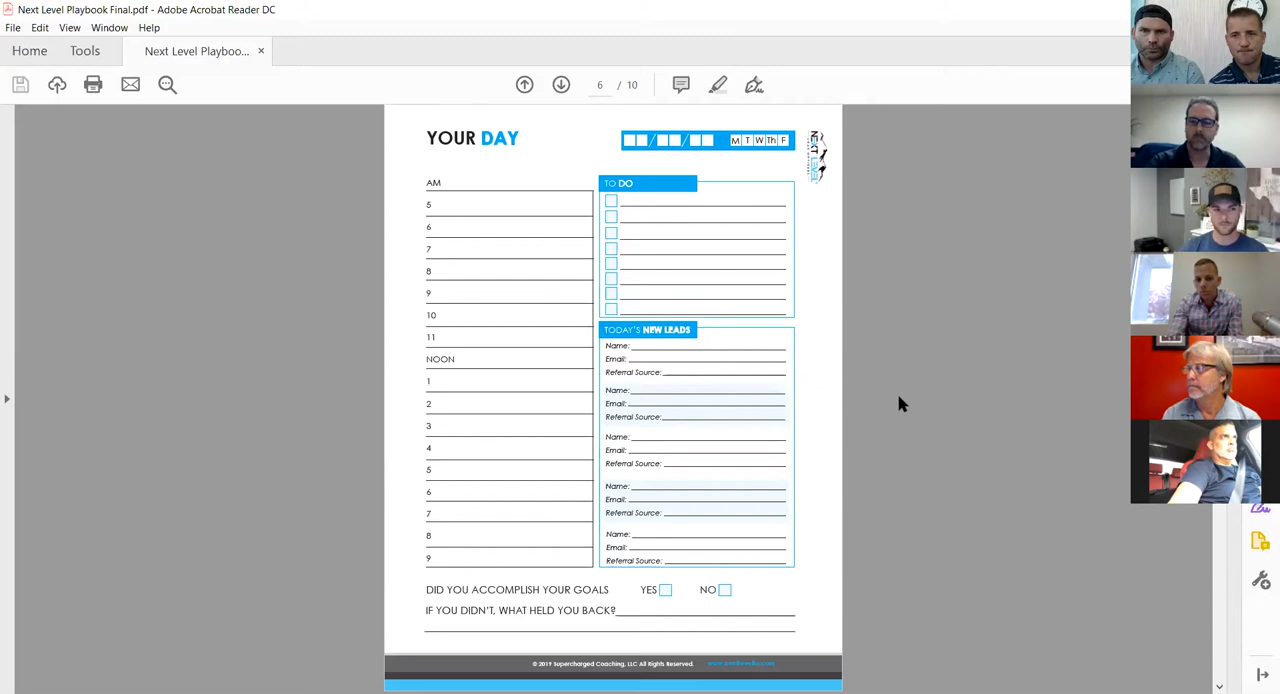 Next Level Playbook Final.pdf - Adobe Acrobat Reader DC
File Edit View Window Help
Home Tools Next Level Playboo... ×
6 / 10
YOUR DAY
/ / M T W Th F
NEXT LEVEL
AM
5
6
7
8
9
10
11
NOON
1
2
3
4
5
6
7
8
9
TO DO
TODAY'S NEW LEADS
Name:
Email:
Referral Source:
Name:
Email:
Referral Source:
Name:
Email:
Referral Source:
Name:
Email:
Referral Source:
Name:
Email:
Referral Source:
DID YOU ACCOMPLISH YOUR GOALS YES NO
IF YOU DIDN'T, WHAT HELD YOU BACK?
© 2019 Supercharged Coaching, LLC All Rights Reserved.